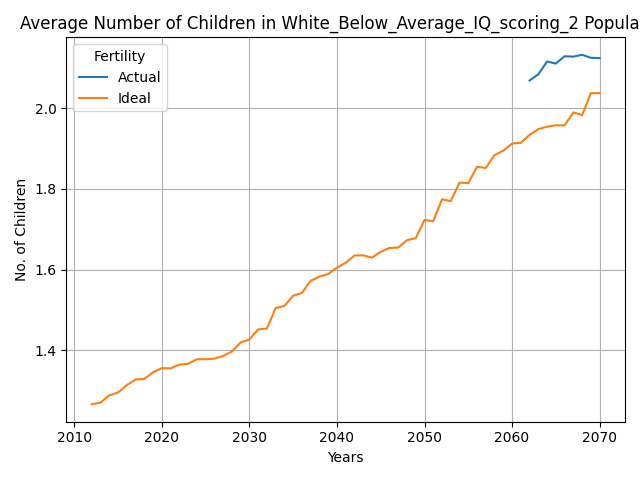 Average Number of Children in White_Below_Average_IQ_scoring_2 Popula
Fertility
Actual
Ideal
2.0
1.8
1.6
1.4
No. of Children
2010 2020 2030 2040 2050 2060 2070
Years